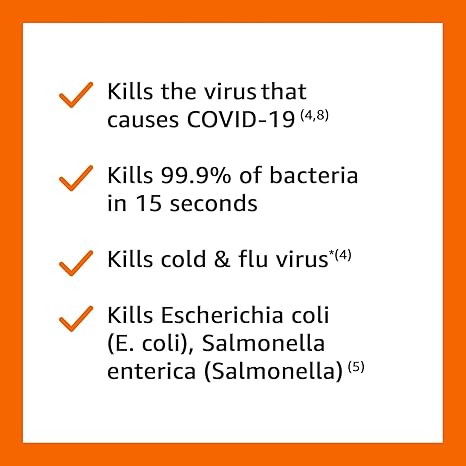 Kills the virus that
causes COVID-19 (4,8)
Kills 99.9% of bacteria
in 15 seconds
Kills cold & flu virus*(4)
Kills Escherichia coli
(E. coli), Salmonella
enterica (Salmonella) (5)